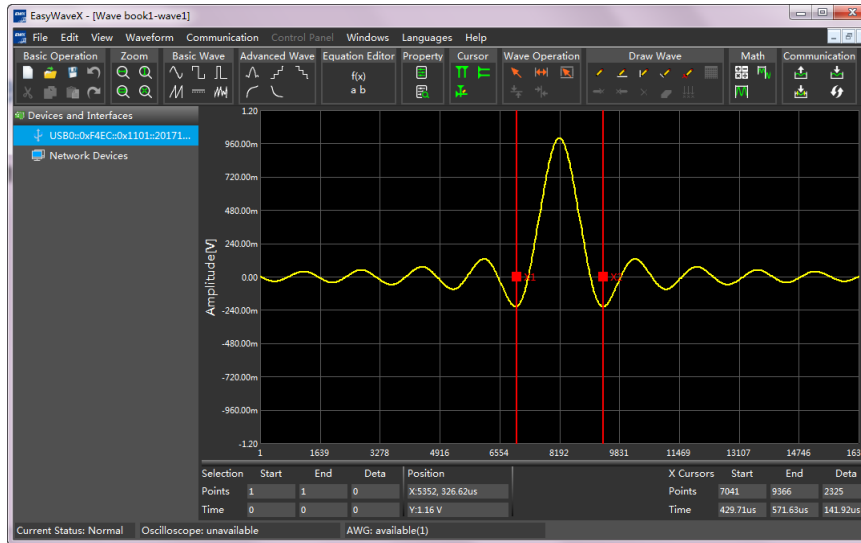 EasyWaveX - [Wave book1-wave1]
File Edit View Waveform Communication Control Panel Windows Languages Help
Basic Operation Zoom Basic Wave Advanced Wave Equation Editor Property Cursor Wave Operation Draw Wave Math Communication
f(x)
a b
Devices and Interfaces
USB0::0xF4EC::0x1101::20171...
Network Devices
Amplitude[V]
1.20
960.00m
720.00m
480.00m
240.00m
0.00
-240.00m
-480.00m
-720.00m
-960.00m
-1.20
X1 X2
1 1639 3278 4916 6554 8192 9831 11469 13107 14746 163
Selection Start End Deta Position X Cursors Start End Deta
Points 1 1 0 X:5352, 326.62us Points 7041 9366 2325
Time 0 0 0 Y:1.16 V Time 429.71us 571.63us 141.92us
Current Status: Normal Oscilloscope: unavailable AWG: available(1)